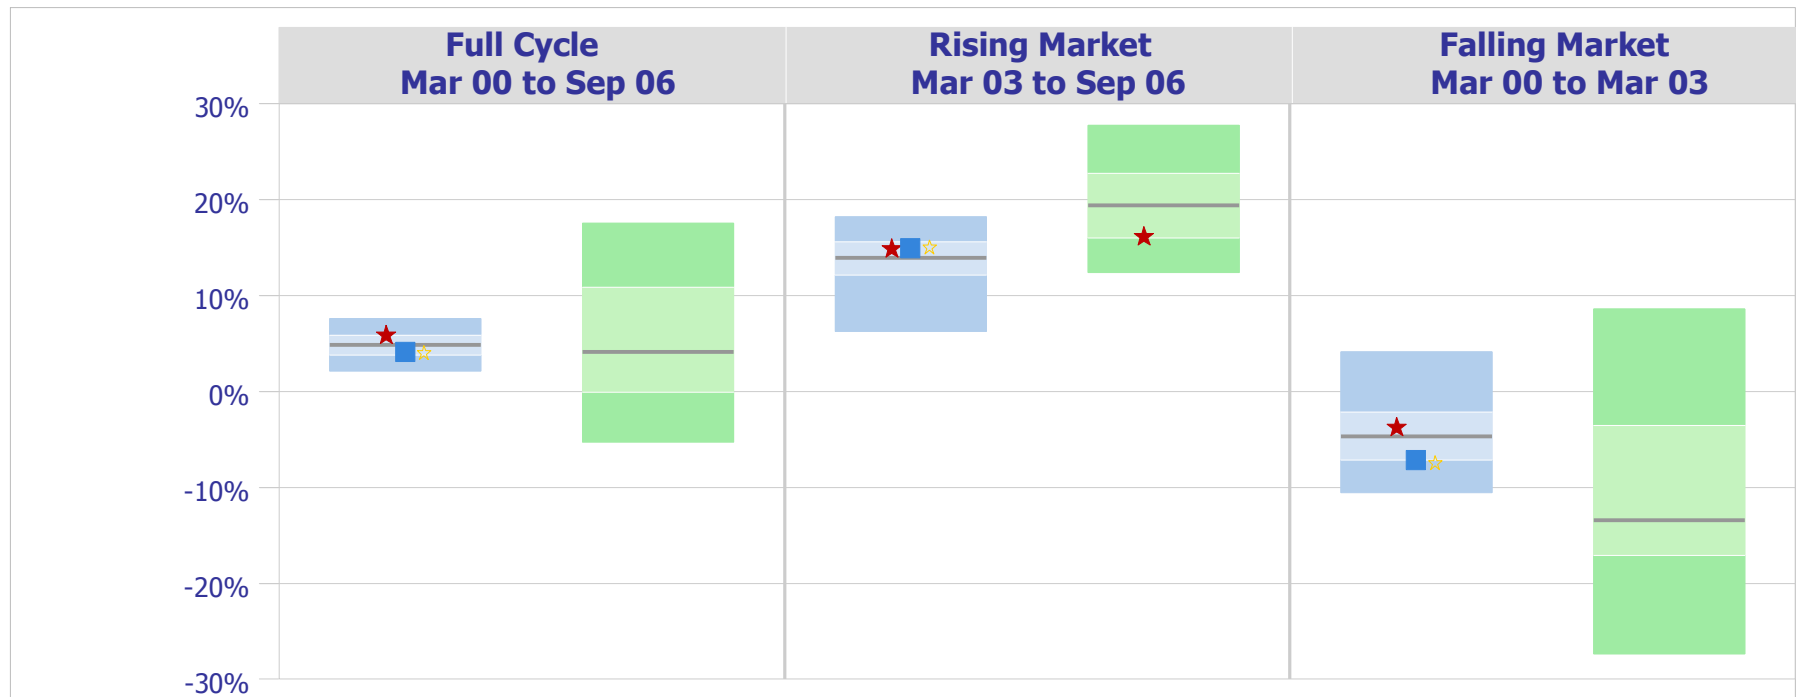 Full Cycle
Mar 00 to Sep 06
Rising Market
Mar 03 to Sep 06
Falling Market
Mar 00 to Mar 03
30%
20%
10%
0%
-10%
-20%
-30%